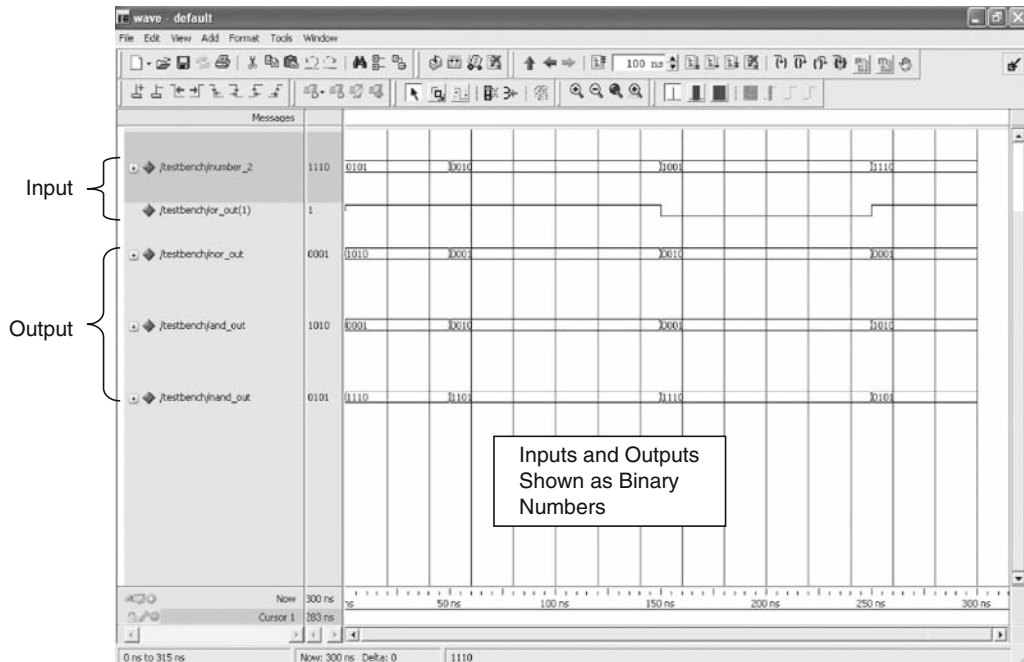 wave - default
File Edit View Add Format Tools Window
100 ns
Messages
Input
/testbench/number_2 1110 0101 0010 1001 1110
/testbench/or_out(1) 1
Output
/testbench/nor_out 0001 1010 0001 0010 0001
/testbench/and_out 1010 0001 0010 0001 1010
/testbench/nand_out 0101 1110 1101 1110 0101
Inputs and Outputs
Shown as Binary
Numbers
Now 300 ns ns 50 ns 100 ns 150 ns 200 ns 250 ns 300 ns
Cursor 1 283 ns
0 ns to 315 ns Now: 300 ns Delta: 0 1110